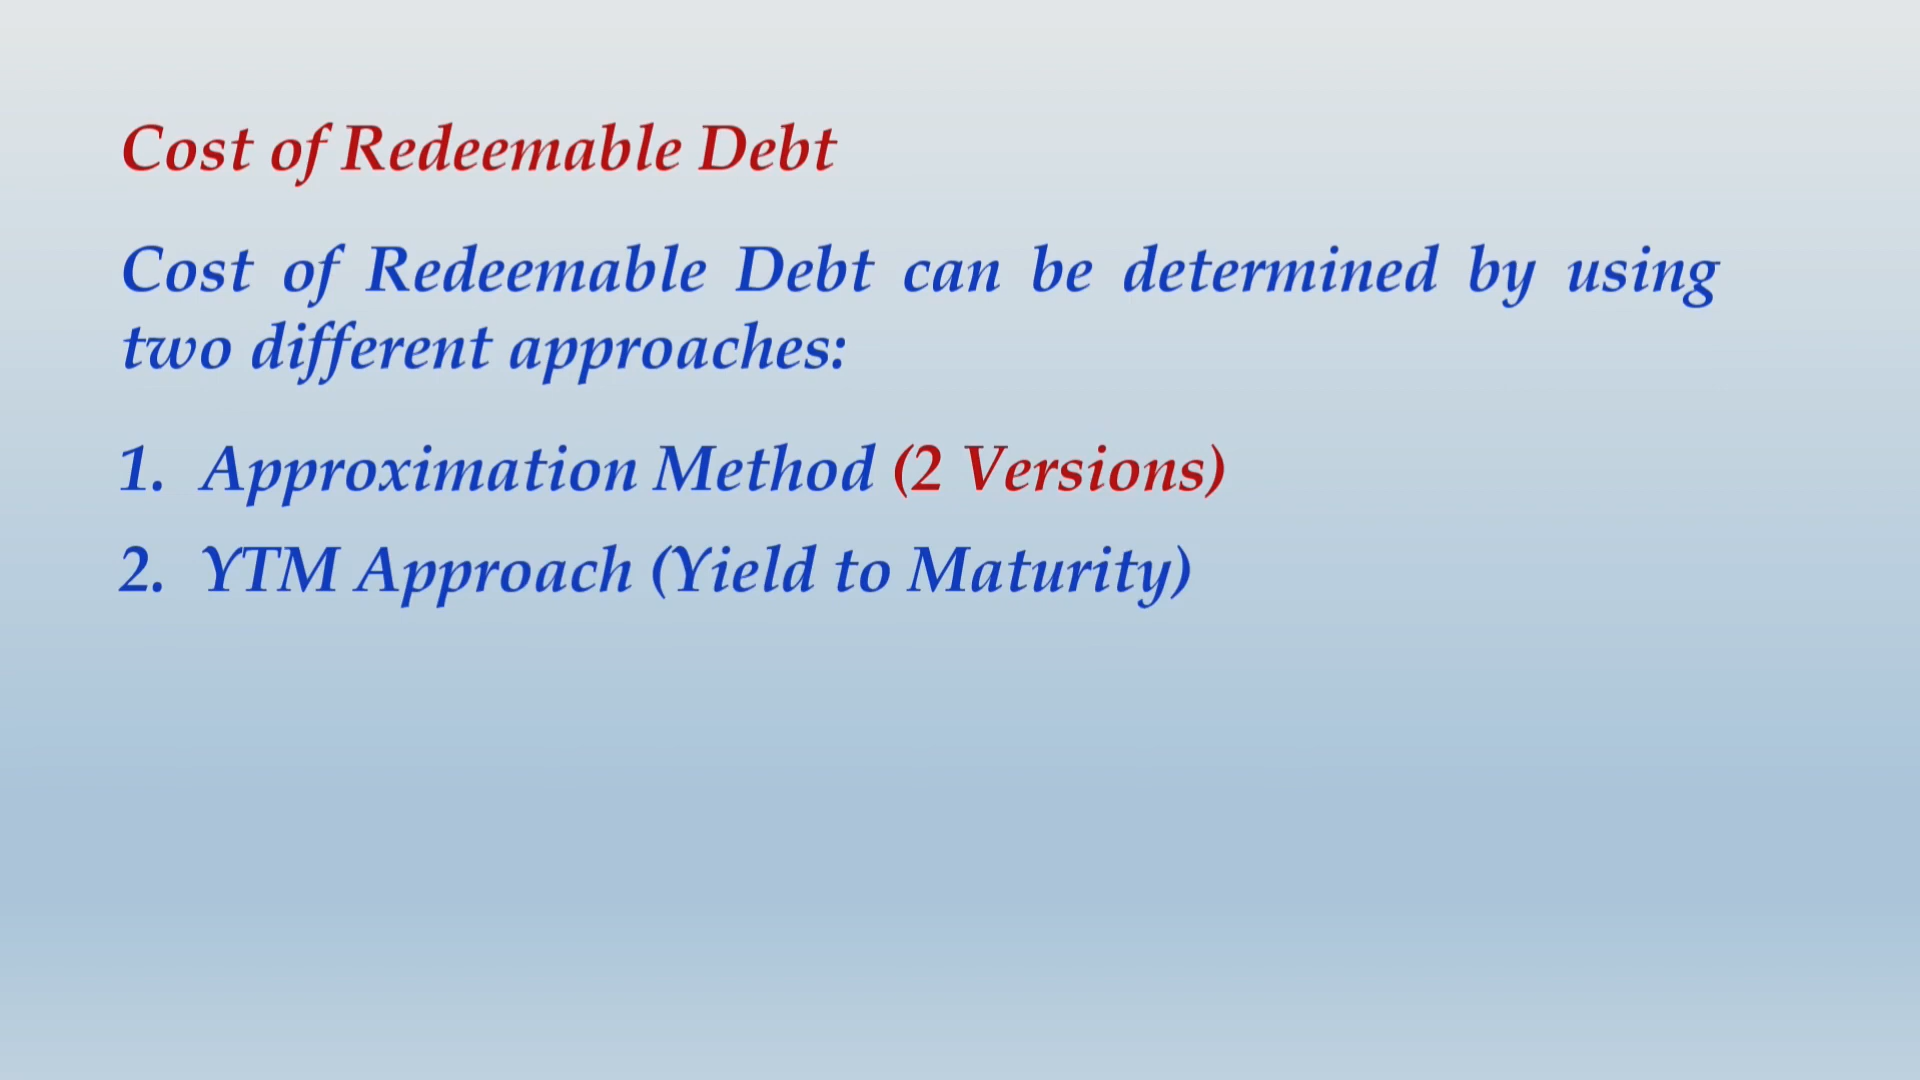 Cost of Redeemable Debt
Cost of Redeemable Debt can be determined by using
two different approaches:
1. Approximation Method (2 Versions)
2. YTM Approach (Yield to Maturity)